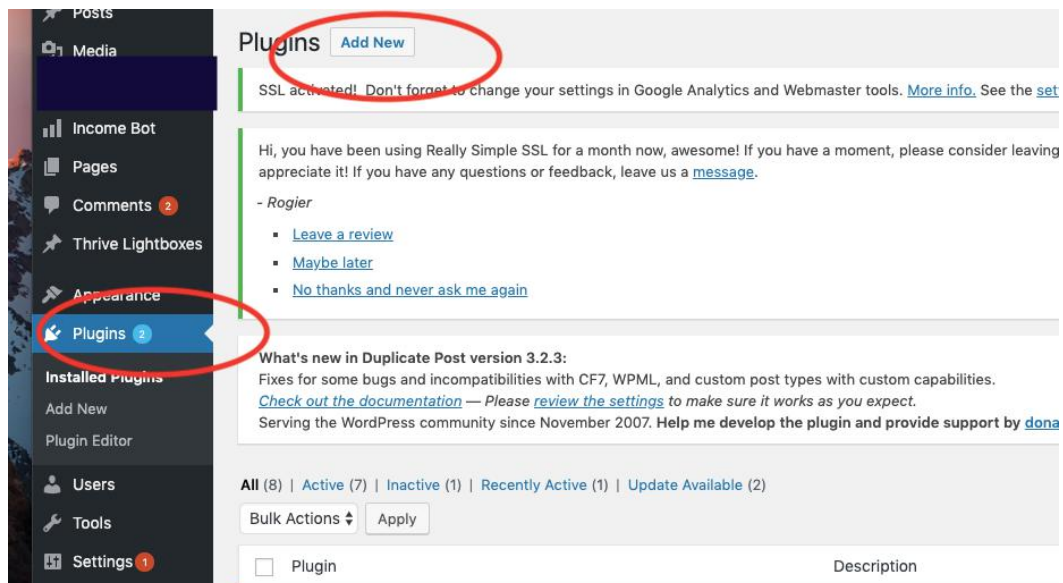 Posts
Media
Income Bot
Pages
Comments 2
Thrive Lightboxes
Appearance
Plugins 2
Installed Plugins
Add New
Plugin Editor
Users
Tools
Settings 1
Plugins Add New
SSL activated! Don't forget to change your settings in Google Analytics and Webmaster tools. More info. See the set
Hi, you have been using Really Simple SSL for a month now, awesome! If you have a moment, please consider leaving
appreciate it! If you have any questions or feedback, leave us a message.
- Rogier
Leave a review
Maybe later
No thanks and never ask me again
What's new in Duplicate Post version 3.2.3:
Fixes for some bugs and incompatibilities with CF7, WPML, and custom post types with custom capabilities.
Check out the documentation — Please review the settings to make sure it works as you expect.
Serving the WordPress community since November 2007. Help me develop the plugin and provide support by dona
All (8) | Active (7) | Inactive (1) | Recently Active (1) | Update Available (2)
Bulk Actions Apply
Plugin Description